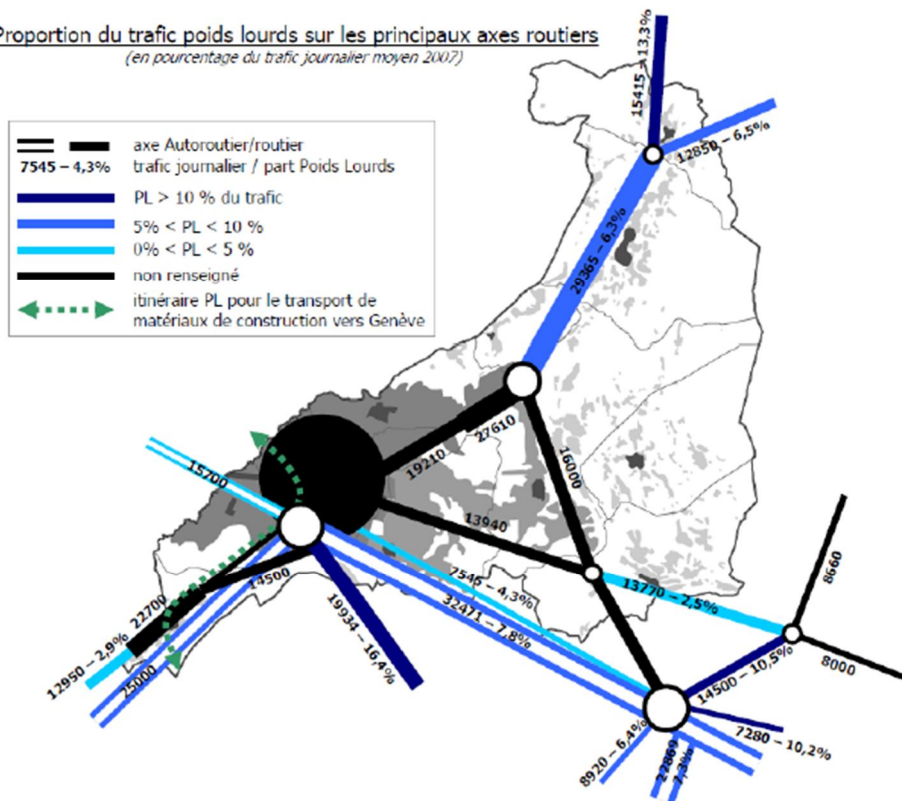 Proportion du trafic poids lourds sur les principaux axes routiers
(en pourcentage du trafic journalier moyen 2007)
axe Autoroutier/routier
7545 – 4,3% trafic journalier / part Poids Lourds
PL > 10 % du trafic
5% < PL < 10 %
0% < PL < 5 %
non renseigné
itinéraire PL pour le transport de
matériaux de construction vers Genève
15415 – 13,3%
12850 – 6,5%
29365 – 6,3%
27610
19210
16000
15700
13940
8660
7545 – 4,3%
13770 – 2,5%
14500
32471 – 7,8%
22700
19934 – 16,4%
8000
12950 – 2,9%
25000
14500 – 10,5%
7280 – 10,2%
8920 – 6,4%
27869
7,3%